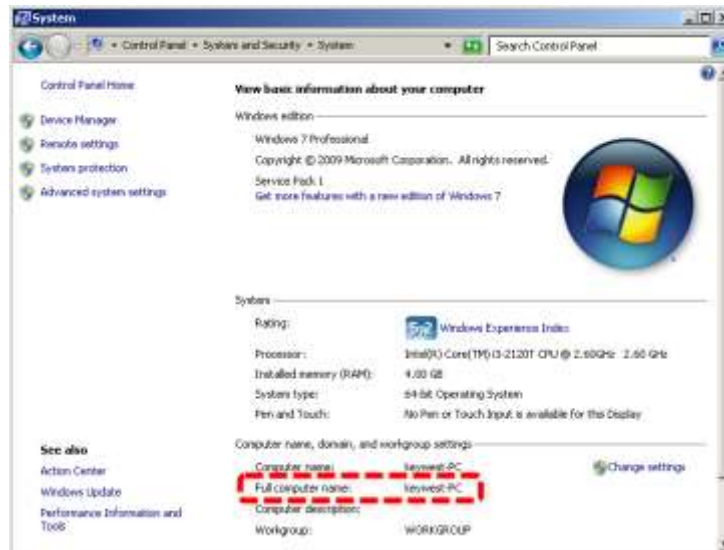 System
Control Panel • System and Security • System
Search Control Panel
Control Panel Home
Device Manager
Remote settings
System protection
Advanced system settings
View basic information about your computer
Windows edition
Windows 7 Professional
Copyright © 2009 Microsoft Corporation. All rights reserved.
Service Pack 1
Get more features with a new edition of Windows 7
System
Rating:
Windows Experience Index
Processor: Intel(R) Core(TM) i3-2120T CPU @ 2.60GHz 2.60 GHz
Installed memory (RAM): 4.00 GB
System type: 64-bit Operating System
Pen and Touch: No Pen or Touch Input is available for this Display
Computer name, domain, and workgroup settings
Computer name: keywest-PC
Change settings
Full computer name: keywest-PC
Computer description:
Workgroup: WORKGROUP
See also
Action Center
Windows Update
Performance Information and
Tools